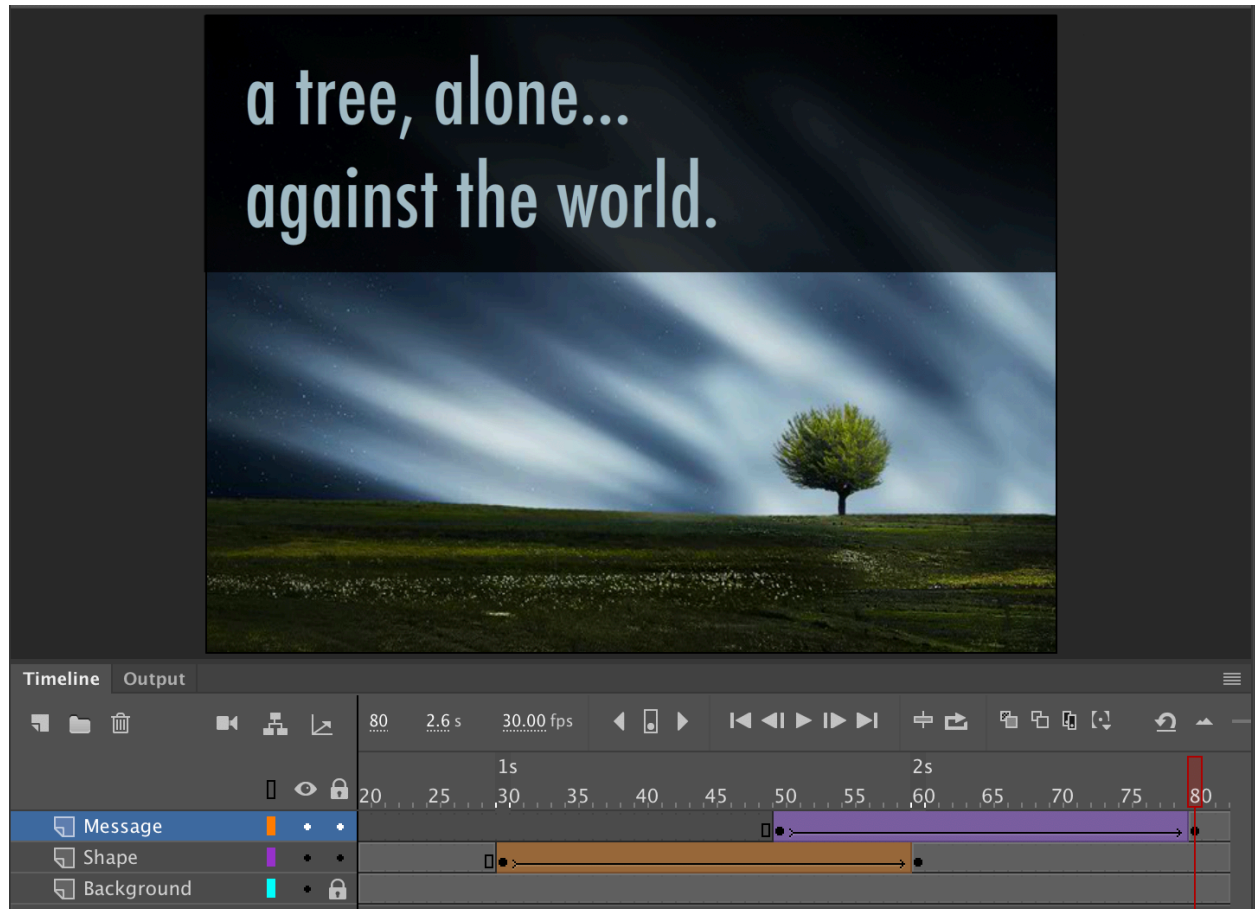 a tree, alone...
against the world.
Timeline Output
80 2.6 s 30.00 fps
1s 2s
20 25 30 35 40 45 50 55 60 65 70 75 80
Message
Shape
Background